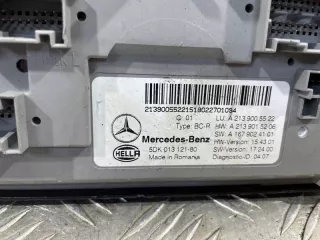 21390055221519022701094
Q: 01
LU: A 213 900 55 22
Type: BC-R
HW: A 213 901 52 06
Mercedes-Benz
SW: A 167 902 41 01
HELLA
5DK 013 121-80
HW-Version: 15 43 01
Made in Romania
SW-Version: 17 24 00
Diagnostic-ID: 04 07